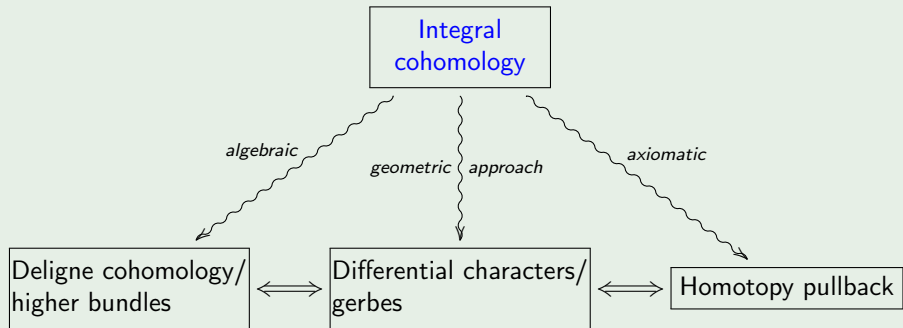 Integral
cohomology
algebraic
geometric approach
axiomatic
Deligne cohomology/
higher bundles
Differential characters/
gerbes
Homotopy pullback